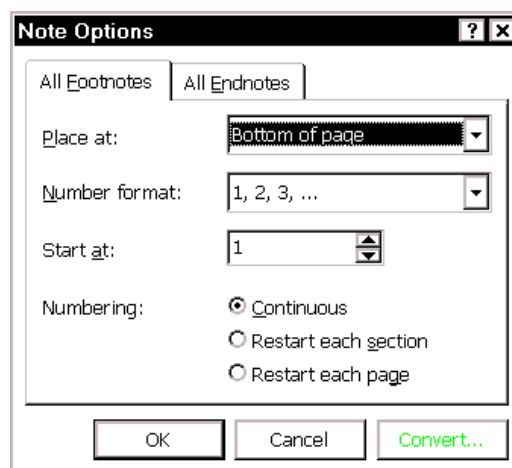 Note Options
All Footnotes All Endnotes
Place at: Bottom of page
Number format: 1, 2, 3, ...
Start at: 1
Numbering: Continuous
Restart each section
Restart each page
OK Cancel Convert...